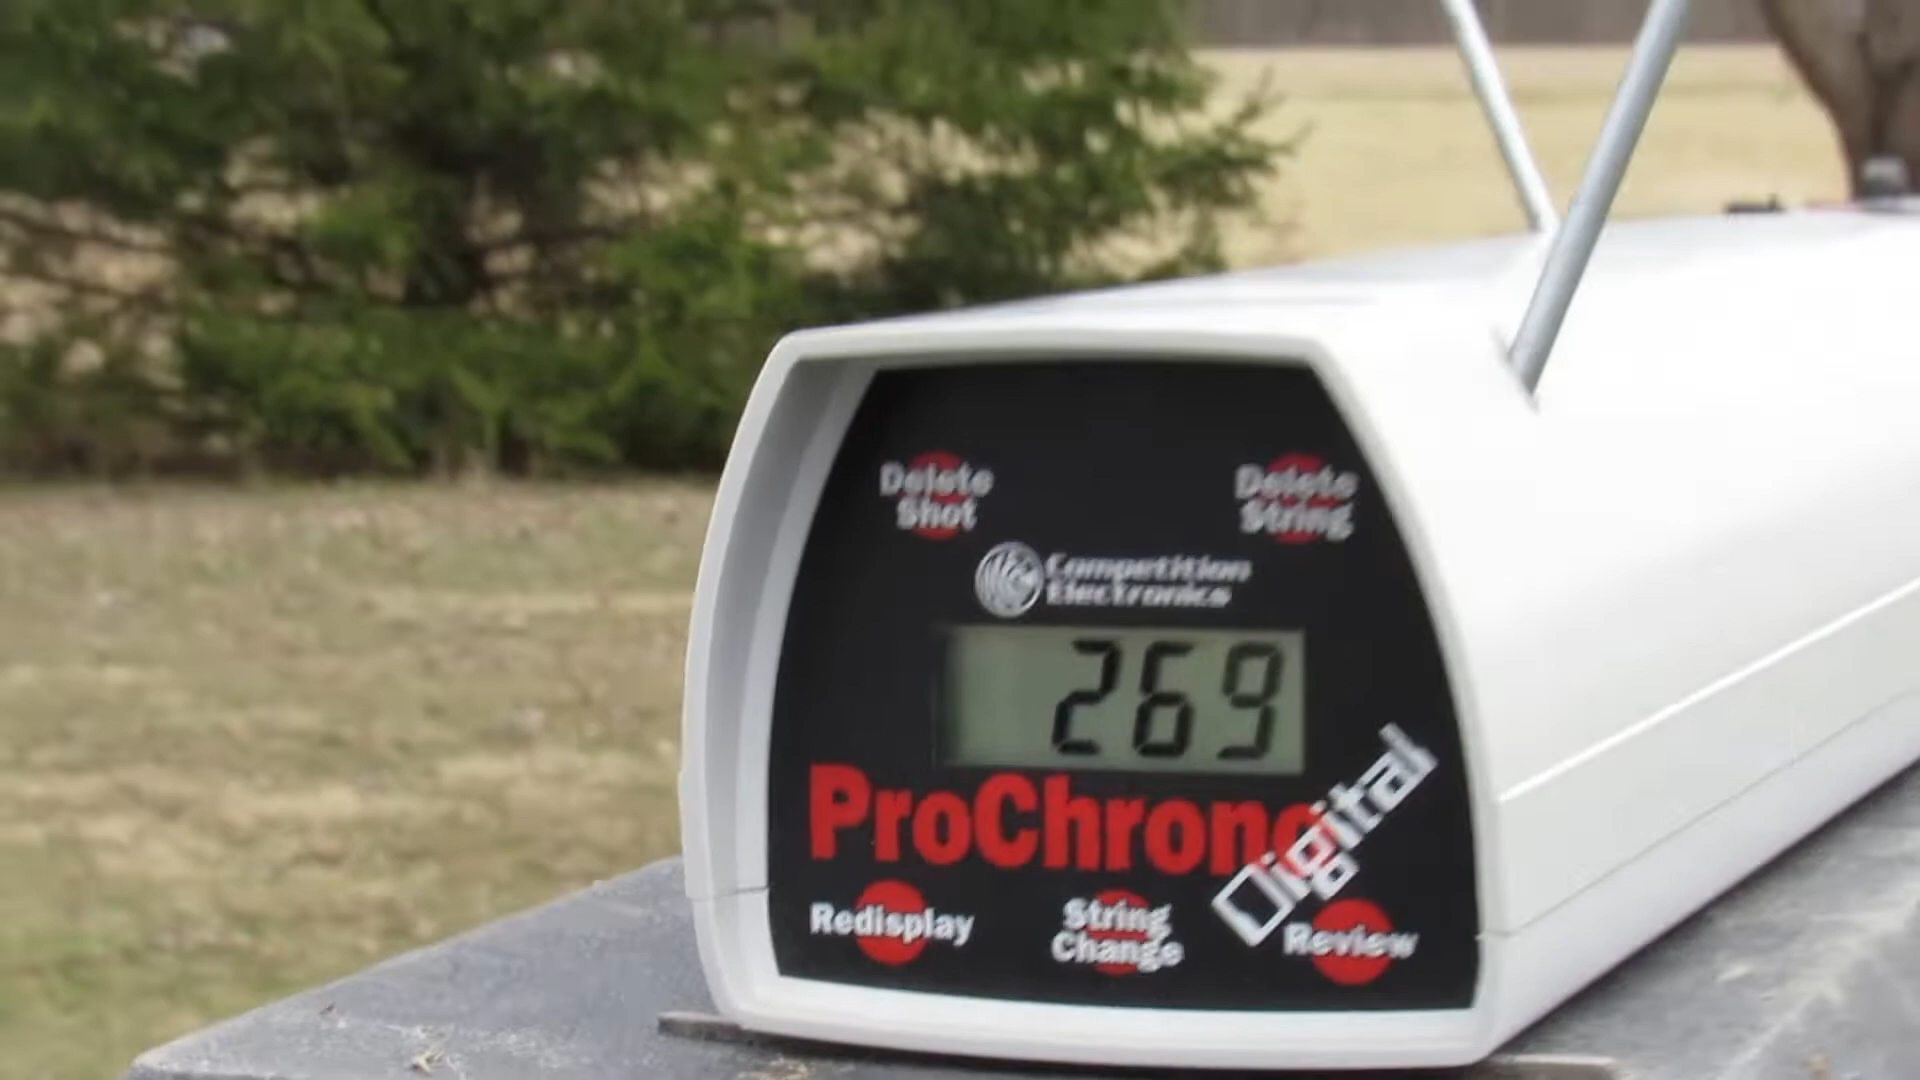 Delete
Shot
Delete
String
Competition
Electronics
269
ProChrono
Digital
Redisplay
String
Change
Review